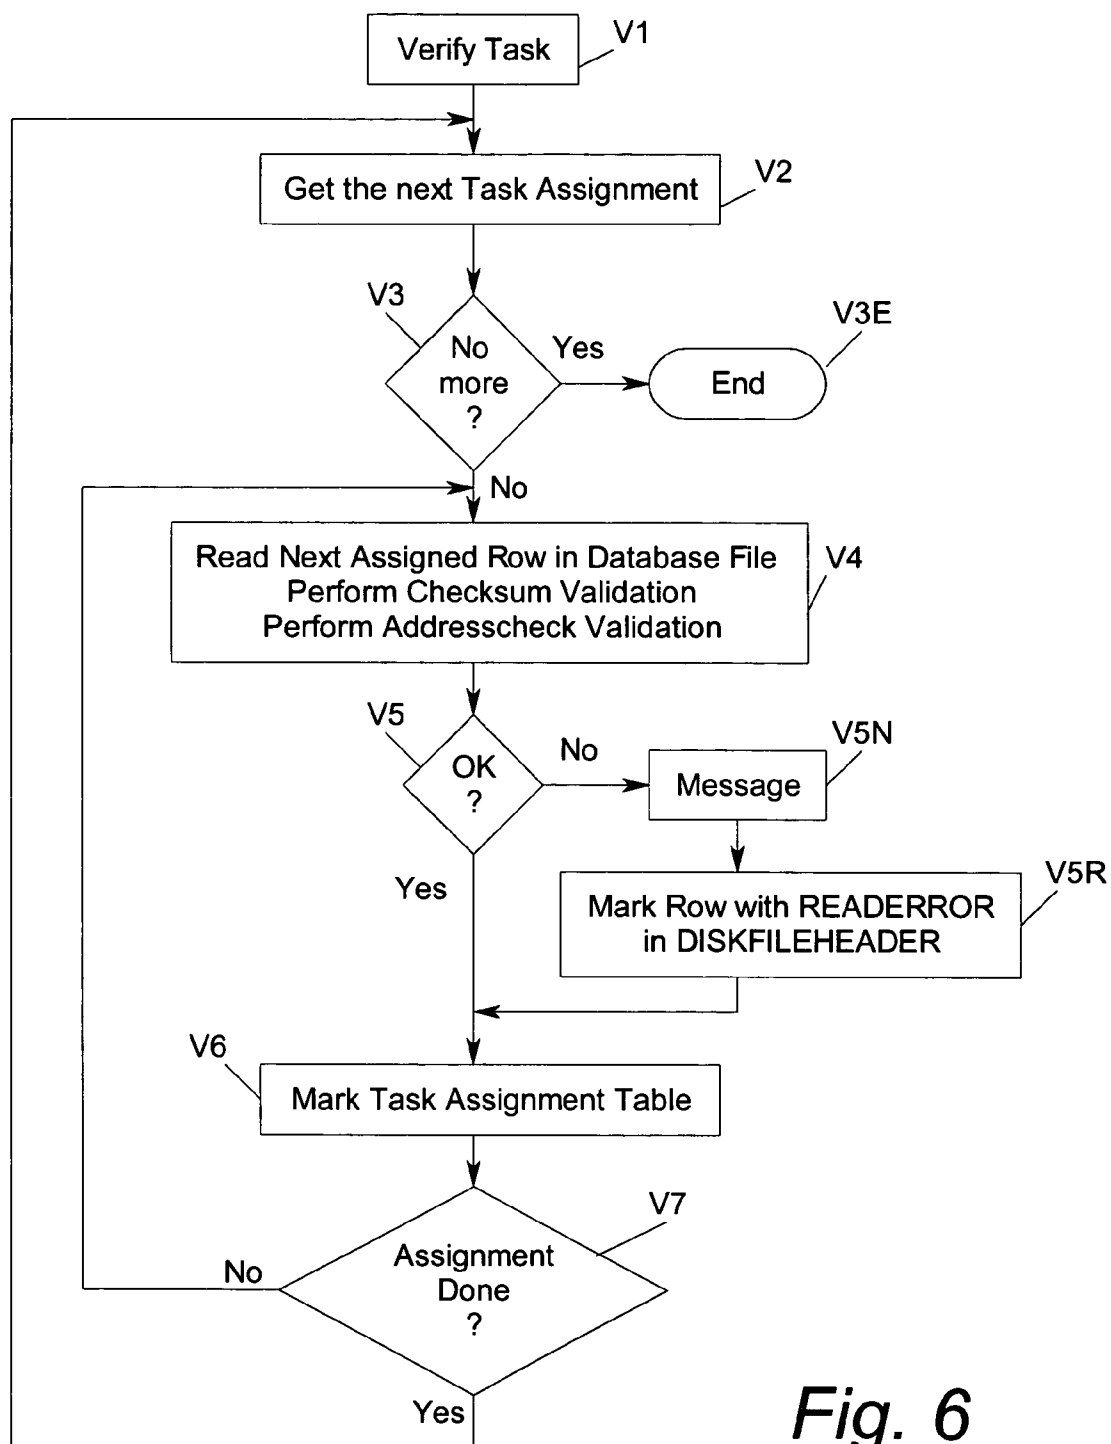 Verify Task
V1
Get the next Task Assignment
V2
V3
No
more
?
Yes
End
V3E
No
Read Next Assigned Row in Database File
Perform Checksum Validation
Perform Addresscheck Validation
V4
V5
OK
?
No
Message
V5N
Yes
Mark Row with READERROR
in DISKFILEHEADER
V5R
V6
Mark Task Assignment Table
V7
Assignment
Done
?
No
Yes
Fig. 6